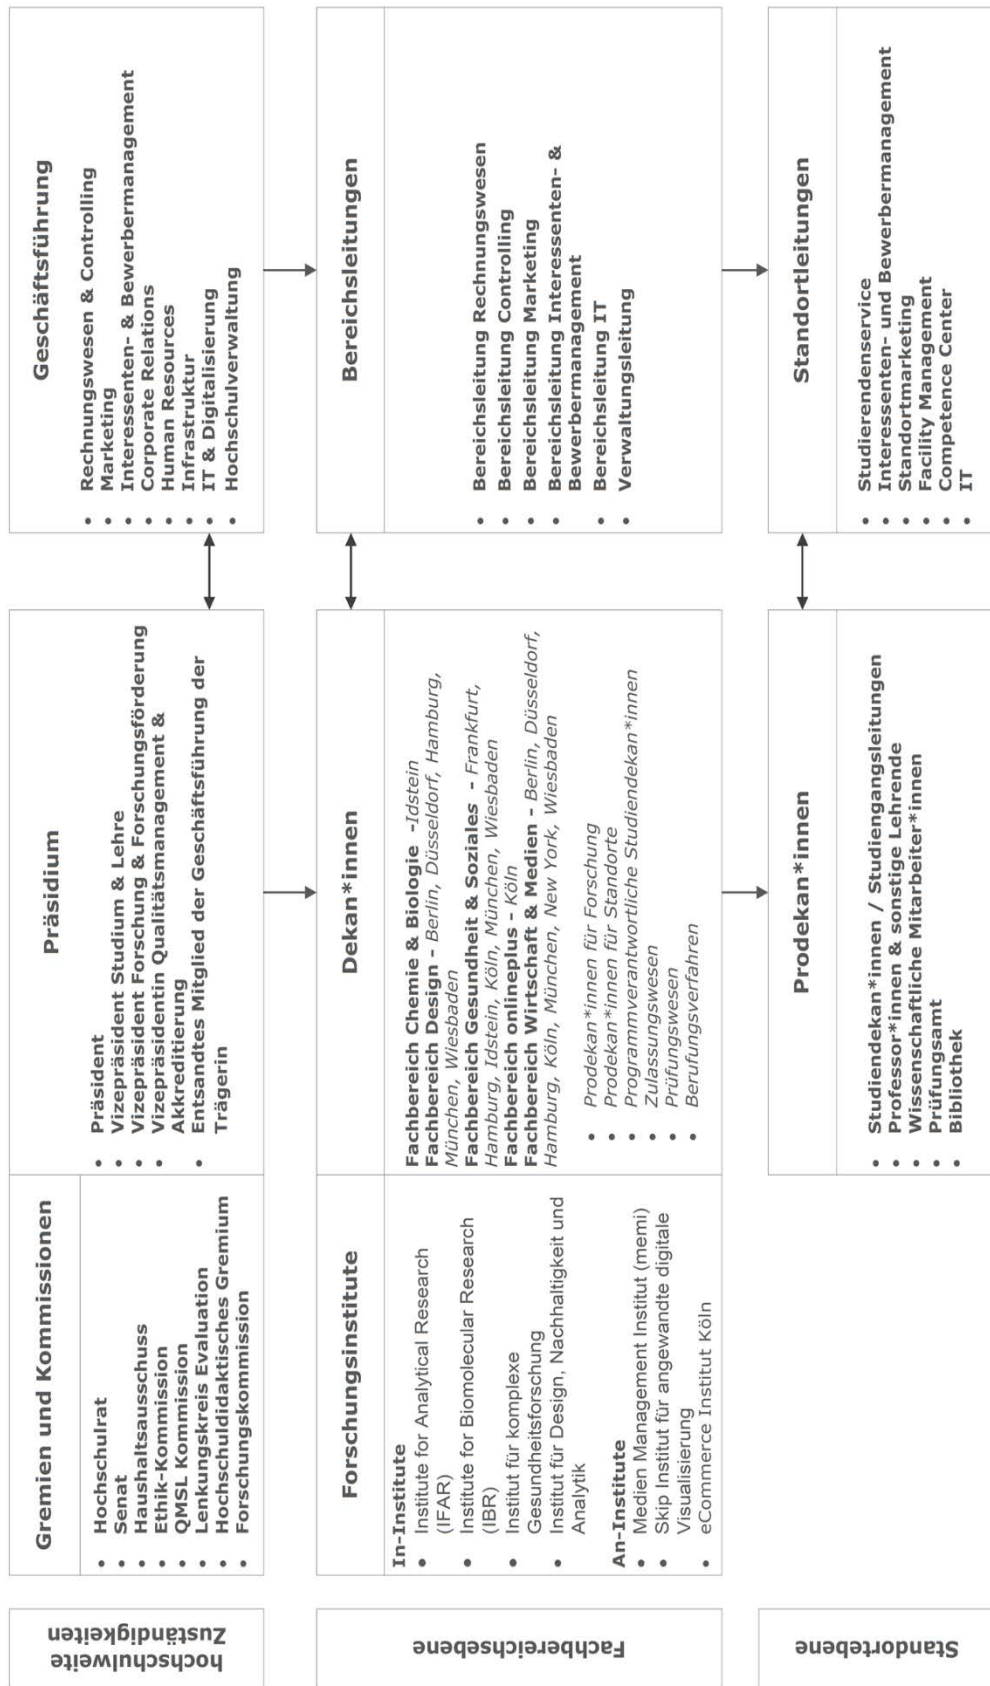 hochschulweite
Zuständigkeiten
Gremien und Kommissionen
• Hochschulrat
• Senat
• Haushaltsausschuss
• Ethik-Kommission
• QMSL Kommission
• Lenkungskreis Evaluation
• Hochschuldidaktisches Gremium
• Forschungskommission
Präsidium
• Präsident
• Vizepräsident Studium & Lehre
• Vizepräsident Forschung & Forschungsförderung
• Vizepräsidentin Qualitätsmanagement &
Akkreditierung
• Entsandtes Mitglied der Geschäftsführung der
Trägerin
Geschäftsführung
• Rechnungswesen & Controlling
• Marketing
• Interessenten- & Bewerbermanagement
• Corporate Relations
• Human Resources
• Infrastruktur
• IT & Digitalisierung
• Hochschulverwaltung
Fachbereichsebene
Forschungsinstitute
In-Institute
• Institute for Analytical Research
(IFAR)
• Institute for Biomolecular Research
(IBR)
• Institut für komplexe
Gesundheitsforschung
• Institut für Design, Nachhaltigkeit und
Analytik
An-Institute
• Medien Management Institut (memi)
• Skip Institut für angewandte digitale
Visualisierung
• eCommerce Institut Köln
Dekan*innen
Fachbereich Chemie & Biologie -Idstein
Fachbereich Design - Berlin, Düsseldorf, Hamburg,
München, Wiesbaden
Fachbereich Gesundheit & Soziales - Frankfurt,
Hamburg, Idstein, Köln, München, Wiesbaden
Fachbereich onlineplus - Köln
Fachbereich Wirtschaft & Medien - Berlin, Düsseldorf,
Hamburg, Köln, München, New York, Wiesbaden
• Prodekan*innen für Forschung
• Prodekan*innen für Standorte
• Programmverantwortliche Studiendekan*innen
• Zulassungswesen
• Prüfungswesen
• Berufungsverfahren
Bereichsleitungen
• Bereichsleitung Rechnungswesen
• Bereichsleitung Controlling
• Bereichsleitung Marketing
• Bereichsleitung Interessenten- &
Bewerbermanagement
• Bereichsleitung IT
• Verwaltungsleitung
Standortebene
Prodekan*innen
• Studiendekan*innen / Studiengangsleitungen
• Professor*innen & sonstige Lehrende
• Wissenschaftliche Mitarbeiter*innen
• Prüfungsamt
• Bibliothek
Standortleitungen
• Studierendenservice
• Interessenten- und Bewerbermanagement
• Standortmarketing
• Facility Management
• Competence Center
• IT